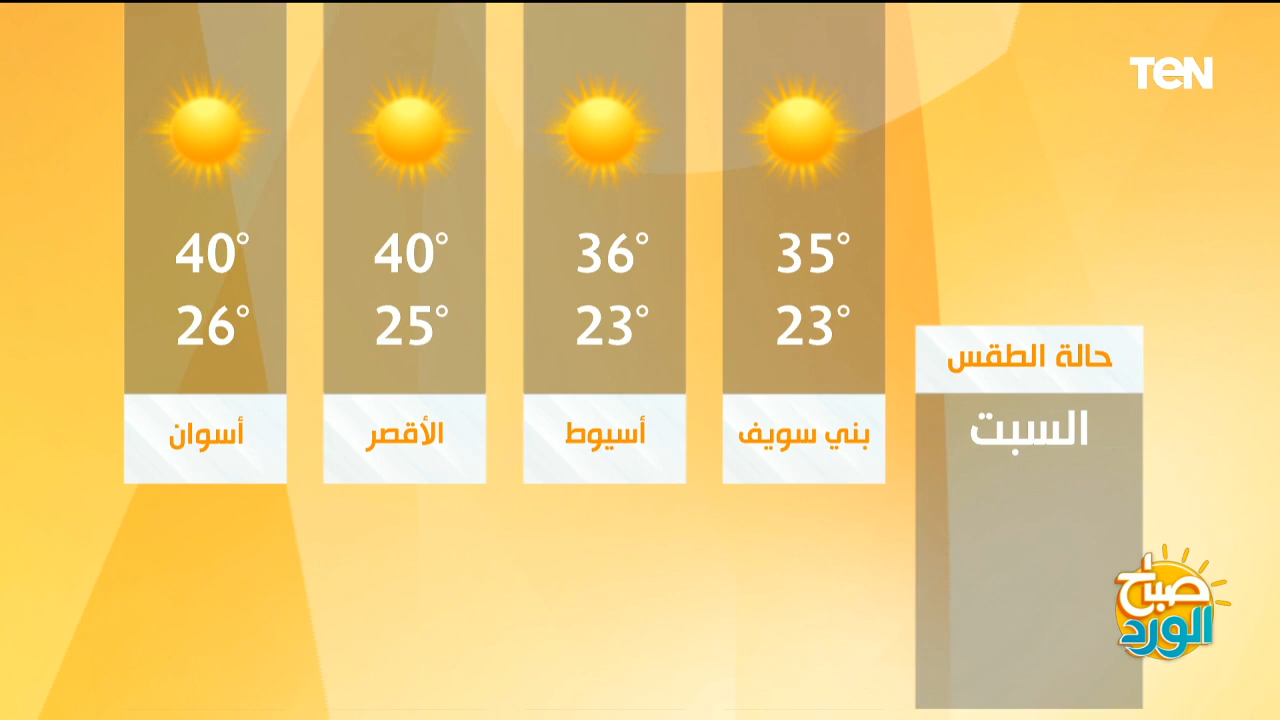 TEN
حالة الطقس
السبت
35°
23°
بني سويف
36°
23°
أسيوط
40°
25°
الأقصر
40°
26°
أسوان
صباح
الورد